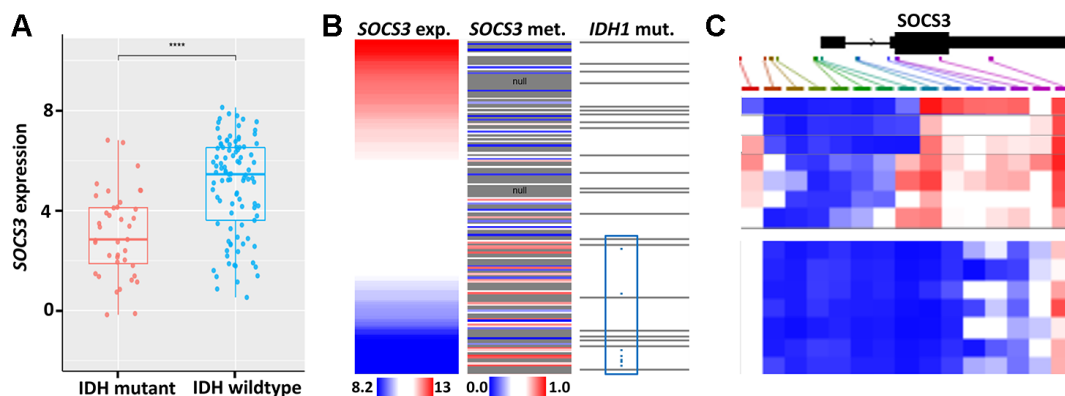 A
SOCS3 expression
8
4
0
****
IDH mutant
IDH wildtype
B
SOCS3 exp.
SOCS3 met.
IDH1 mut.
null
null
8.2
13
0.0
1.0
C
SOCS3